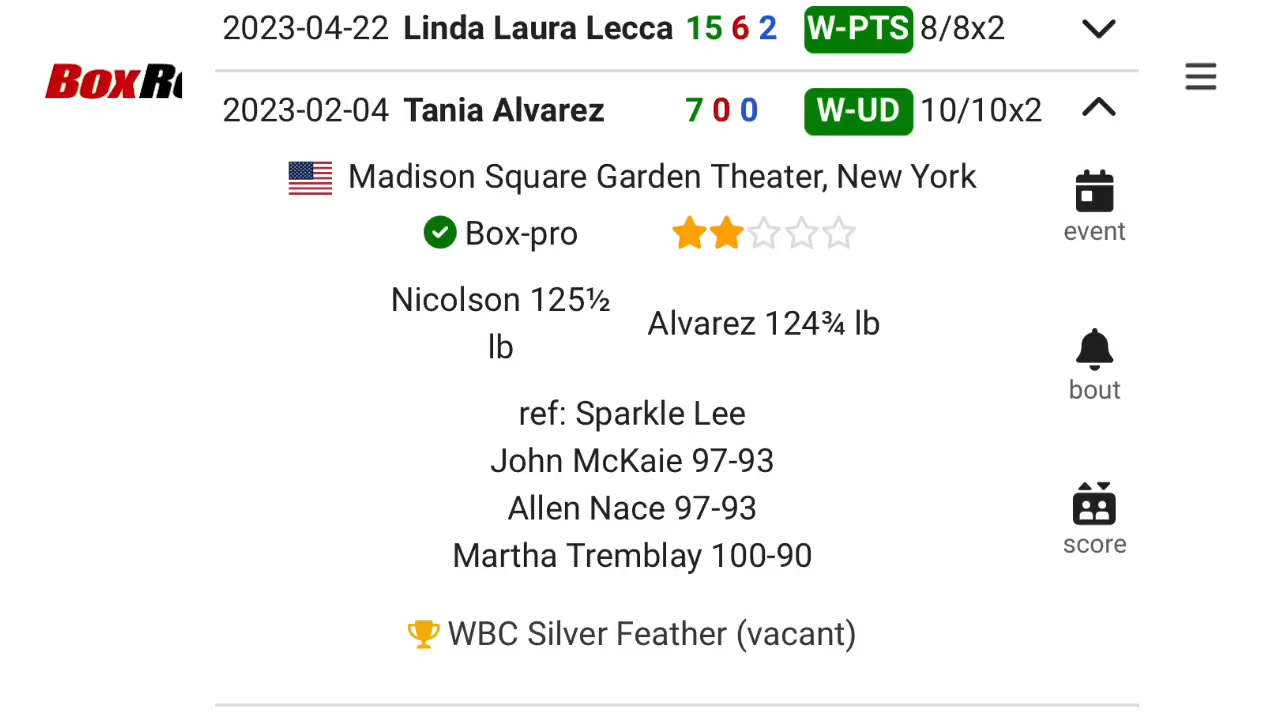 2023-04-22 Linda Laura Lecca 15 6 2 W-PTS 8/8x2
BoxR
2023-02-04 Tania Alvarez 7 0 0 W-UD 10/10x2
Madison Square Garden Theater, New York
event
Box-pro
Nicolson 125½
lb
Alvarez 124¾ lb
bout
ref: Sparkle Lee
John McKaie 97-93
Allen Nace 97-93
score
Martha Tremblay 100-90
WBC Silver Feather (vacant)